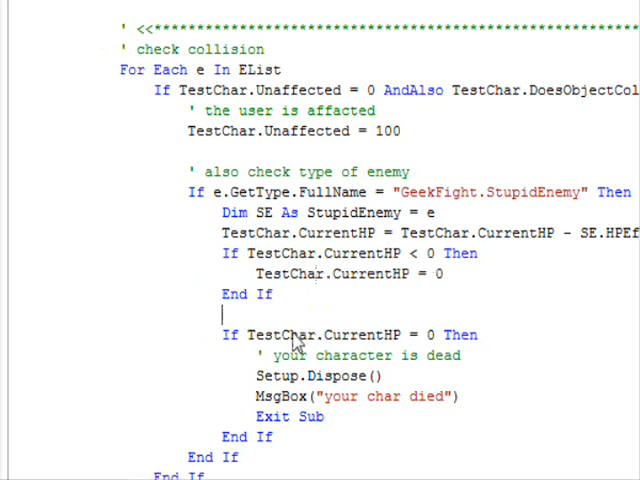 ' <<*********************************************************
' check collision
For Each e In EList
If TestChar.Unaffected = 0 AndAlso TestChar.DoesObjectCol
' the user is affacted
TestChar.Unaffected = 100
' also check type of enemy
If e.GetType.FullName = "GeekFight.StupidEnemy" Then
Dim SE As StupidEnemy = e
TestChar.CurrentHP = TestChar.CurrentHP - SE.HPEf
If TestChar.CurrentHP < 0 Then
TestChar.CurrentHP = 0
End If
If TestChar.CurrentHP = 0 Then
' your character is dead
Setup.Dispose()
MsgBox("your char died")
Exit Sub
End If
End If
End If